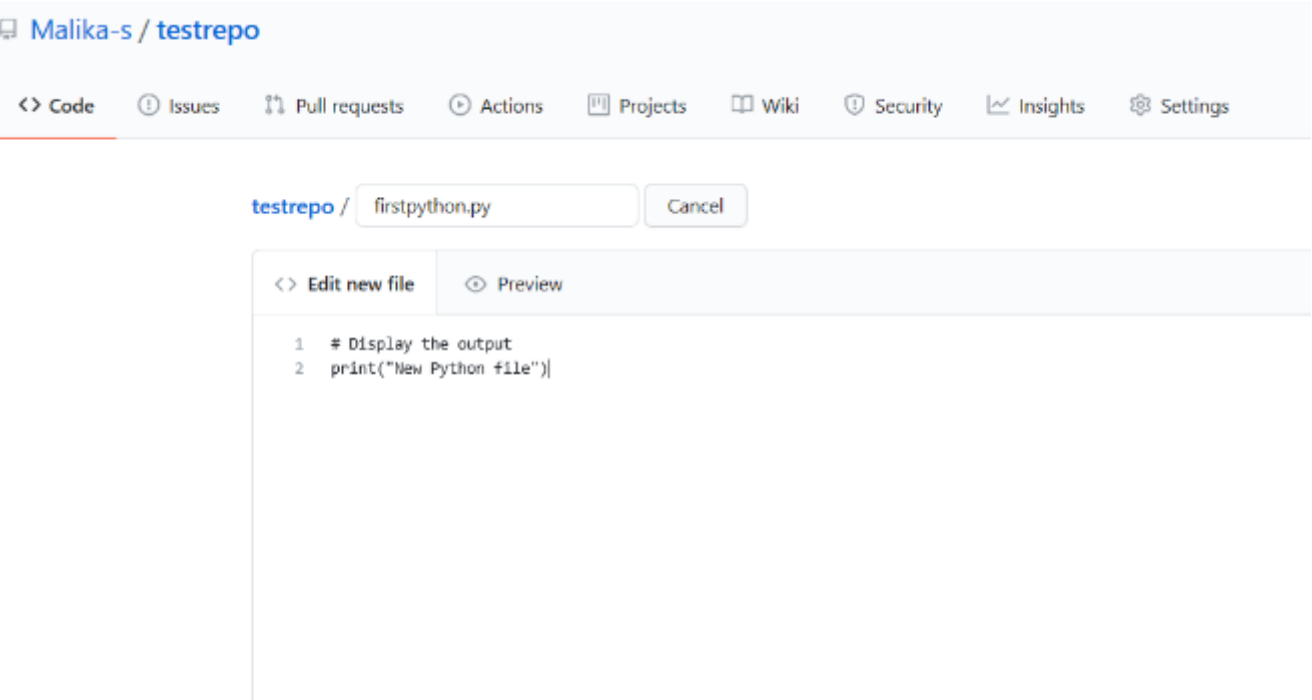 Malika-s / testrepo
Code Issues Pull requests Actions Projects Wiki Security Insights Settings
testrepo / firstpython.py Cancel
Edit new file Preview
1 # Display the output
2 print("New Python file")